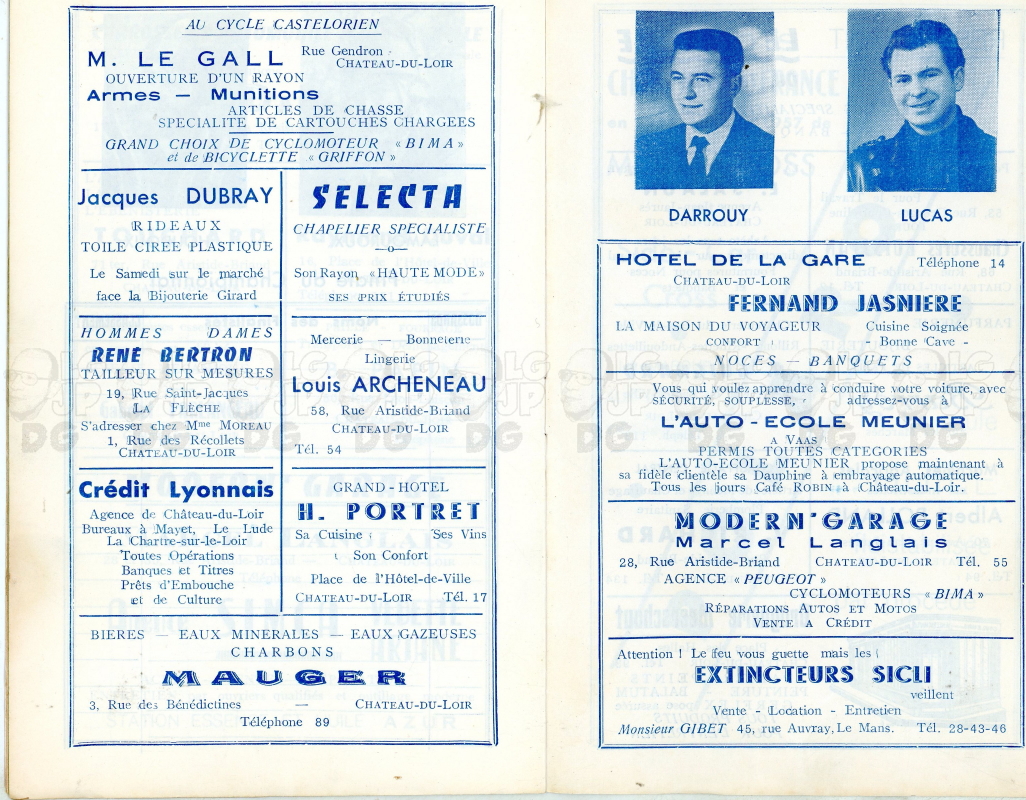 AU CYCLE CASTELORIEN
M. LE GALL Rue Gendron
CHATEAU-DU-LOIR
OUVERTURE D'UN RAYON
Armes — Munitions
ARTICLES DE CHASSE
SPECIALITE DE CARTOUCHES CHARGEES
GRAND CHOIX DE CYCLOMOTEUR « BIMA »
et de BICYCLETTE « GRIFFON »
Jacques DUBRAY
RIDEAUX
TOILE CIREE PLASTIQUE
Le Samedi sur le marché
face la Bijouterie Girard
SELECTA
CHAPELIER SPECIALISTE
—o—
Son Rayon «HAUTE MODE»
SES PRIX ÉTUDIÉS
HOMMES DAMES
RENÉ BERTRON
TAILLEUR SUR MESURES
19, Rue Saint-Jacques
LA FLÈCHE
S'adresser chez Mme MOREAU
1, Rue des Récollets
CHATEAU-DU-LOIR
Mercerie — Bonneterie
Lingerie
Louis ARCHENEAU
58, Rue Aristide-Briand
CHATEAU-DU-LOIR
Tél. 54
Crédit Lyonnais
Agence de Château-du-Loir
Bureaux à Mayet, Le Lude
La Chartre-sur-le-Loir
Toutes Opérations
Banques et Titres
Prêts d'Embouche
et de Culture
GRAND-HOTEL
H. PORTRET
Sa Cuisine Ses Vins
Son Confort
Place de l'Hôtel-de-Ville
CHATEAU-DU-LOIR Tél. 17
BIERES — EAUX MINERALES — EAUX GAZEUSES
CHARBONS
MAUGER
3, Rue des Bénédictines — CHATEAU-DU-LOIR
Téléphone 89
DARROUY LUCAS
HOTEL DE LA GARE Téléphone 14
CHATEAU-DU-LOIR
FERNAND JASNIERE
LA MAISON DU VOYAGEUR Cuisine Soignée
CONFORT - Bonne Cave -
NOCES — BANQUETS
Vous qui voulez apprendre à conduire votre voiture, avec
SÉCURITÉ, SOUPLESSE, adressez-vous à
L'AUTO-ECOLE MEUNIER
A VAAS
PERMIS TOUTES CATEGORIES
L'AUTO-ECOLE MEUNIER propose maintenant à
sa fidèle clientèle sa Dauphine à embrayage automatique.
Tous les jours Café ROBIN à Château-du-Loir.
MODERN'GARAGE
Marcel Langlais
28, Rue Aristide-Briand CHATEAU-DU-LOIR Tél. 55
AGENCE « PEUGEOT »
CYCLOMOTEURS « BIMA »
RÉPARATIONS AUTOS ET MOTOS
VENTE A CRÉDIT
Attention ! Le feu vous guette mais les
EXTINCTEURS SICLI
veillent
Vente - Location - Entretien
Monsieur GIBET 45, rue Auvray, Le Mans. Tél. 28-43-46